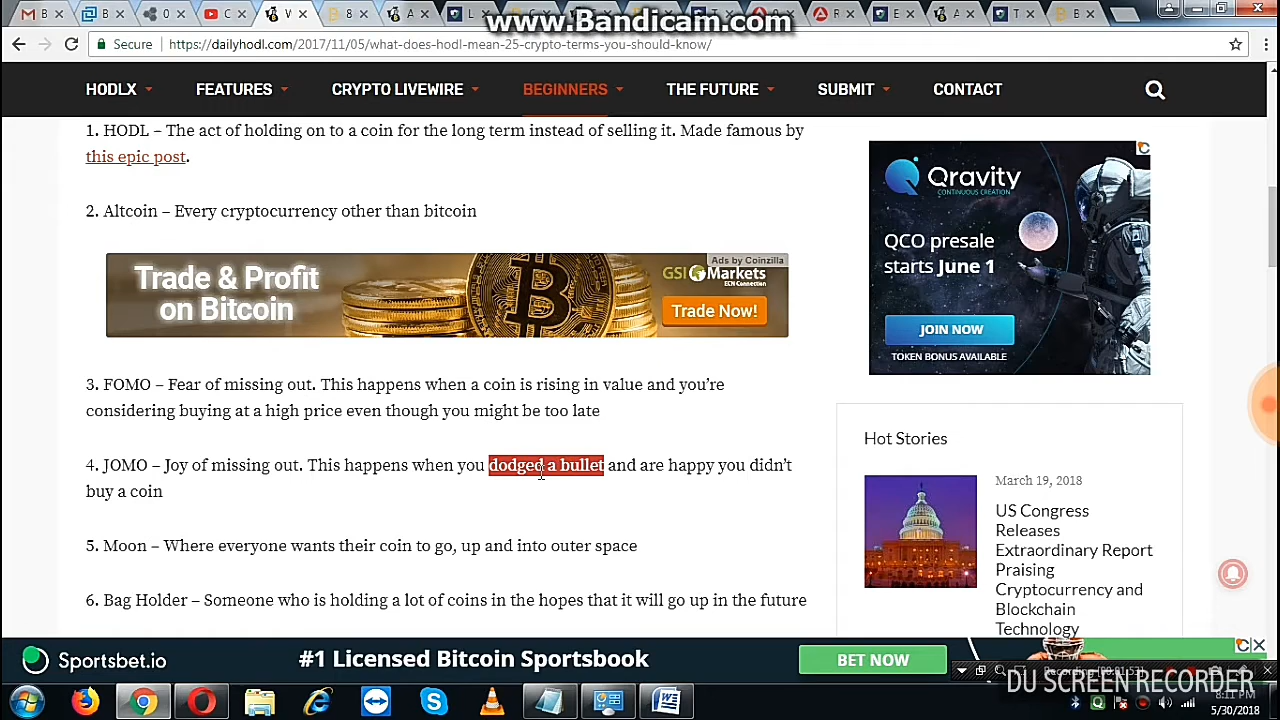 www.Bandicam.com
Secure
https://dailyhodl.com/2017/11/05/what-does-hodl-mean-25-crypto-terms-you-should-know/
HODLX
FEATURES
CRYPTO LIVEWIRE
BEGINNERS
THE FUTURE
SUBMIT
CONTACT
1. HODL – The act of holding on to a coin for the long term instead of selling it. Made famous by
this epic post.
2. Altcoin – Every cryptocurrency other than bitcoin
Ads by Coinzilla
Trade & Profit
on Bitcoin
GSI Markets
ECN Connection
Trade Now!
3. FOMO – Fear of missing out. This happens when a coin is rising in value and you're
considering buying at a high price even though you might be too late
4. JOMO – Joy of missing out. This happens when you dodged a bullet and are happy you didn't
buy a coin
5. Moon – Where everyone wants their coin to go, up and into outer space
6. Bag Holder – Someone who is holding a lot of coins in the hopes that it will go up in the future
Qravity
CONTINUOUS CREATION
QCO presale
starts June 1
JOIN NOW
TOKEN BONUS AVAILABLE
Hot Stories
March 19, 2018
US Congress
Releases
Extraordinary Report
Praising
Cryptocurrency and
Blockchain
Technology
Sportsbet.io
#1 Licensed Bitcoin Sportsbook
BET NOW
DU SCREEN RECORDER
8:11 PM
5/30/2018